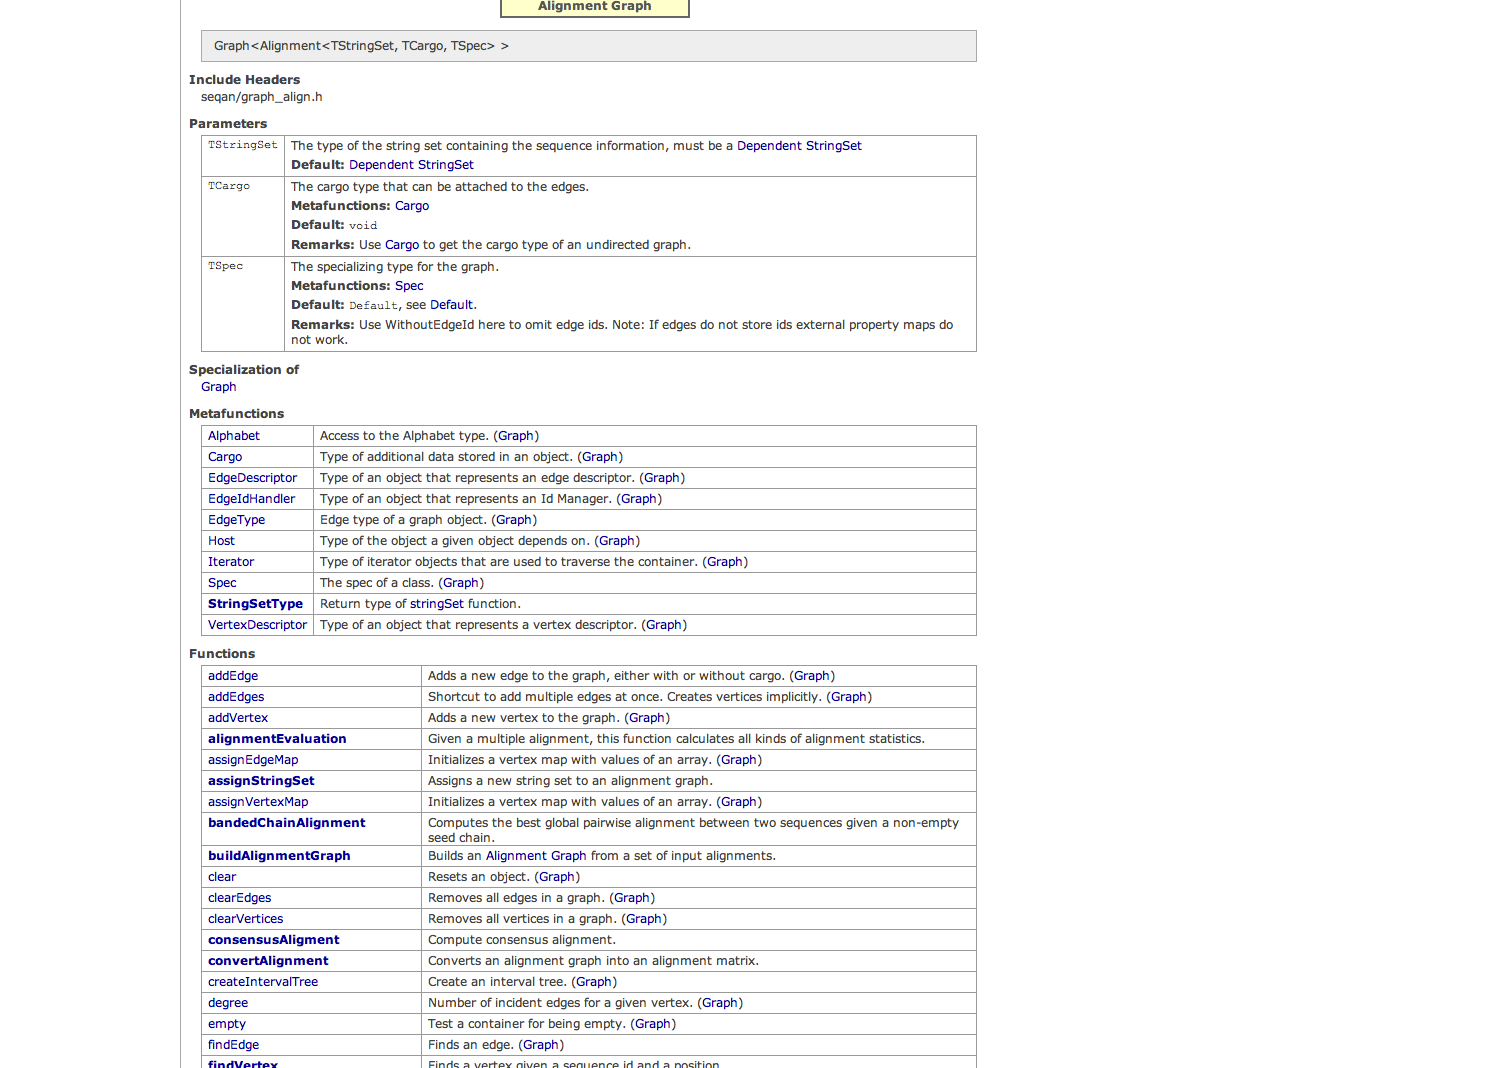 Alignment Graph
Graph<Alignment<TStringSet, TCargo, TSpec> >
Include Headers
seqan/graph_align.h
Parameters
TStringSet The type of the string set containing the sequence information, must be a Dependent StringSet
Default: Dependent StringSet
TCargo The cargo type that can be attached to the edges.
Metafunctions: Cargo
Default: void
Remarks: Use Cargo to get the cargo type of an undirected graph.
TSpec The specializing type for the graph.
Metafunctions: Spec
Default: Default, see Default.
Remarks: Use WithoutEdgeId here to omit edge ids. Note: If edges do not store ids external property maps do
not work.
Specialization of
Graph
Metafunctions
Alphabet Access to the Alphabet type. (Graph)
Cargo Type of additional data stored in an object. (Graph)
EdgeDescriptor Type of an object that represents an edge descriptor. (Graph)
EdgeIdHandler Type of an object that represents an Id Manager. (Graph)
EdgeType Edge type of a graph object. (Graph)
Host Type of the object a given object depends on. (Graph)
Iterator Type of iterator objects that are used to traverse the container. (Graph)
Spec The spec of a class. (Graph)
StringSetType Return type of stringSet function.
VertexDescriptor Type of an object that represents a vertex descriptor. (Graph)
Functions
addEdge Adds a new edge to the graph, either with or without cargo. (Graph)
addEdges Shortcut to add multiple edges at once. Creates vertices implicitly. (Graph)
addVertex Adds a new vertex to the graph. (Graph)
alignmentEvaluation Given a multiple alignment, this function calculates all kinds of alignment statistics.
assignEdgeMap Initializes a vertex map with values of an array. (Graph)
assignStringSet Assigns a new string set to an alignment graph.
assignVertexMap Initializes a vertex map with values of an array. (Graph)
bandedChainAlignment Computes the best global pairwise alignment between two sequences given a non-empty
seed chain.
buildAlignmentGraph Builds an Alignment Graph from a set of input alignments.
clear Resets an object. (Graph)
clearEdges Removes all edges in a graph. (Graph)
clearVertices Removes all vertices in a graph. (Graph)
consensusAligment Compute consensus alignment.
convertAlignment Converts an alignment graph into an alignment matrix.
createIntervalTree Create an interval tree. (Graph)
degree Number of incident edges for a given vertex. (Graph)
empty Test a container for being empty. (Graph)
findEdge Finds an edge. (Graph)
findVertex Finds a vertex given a sequence id and a position.